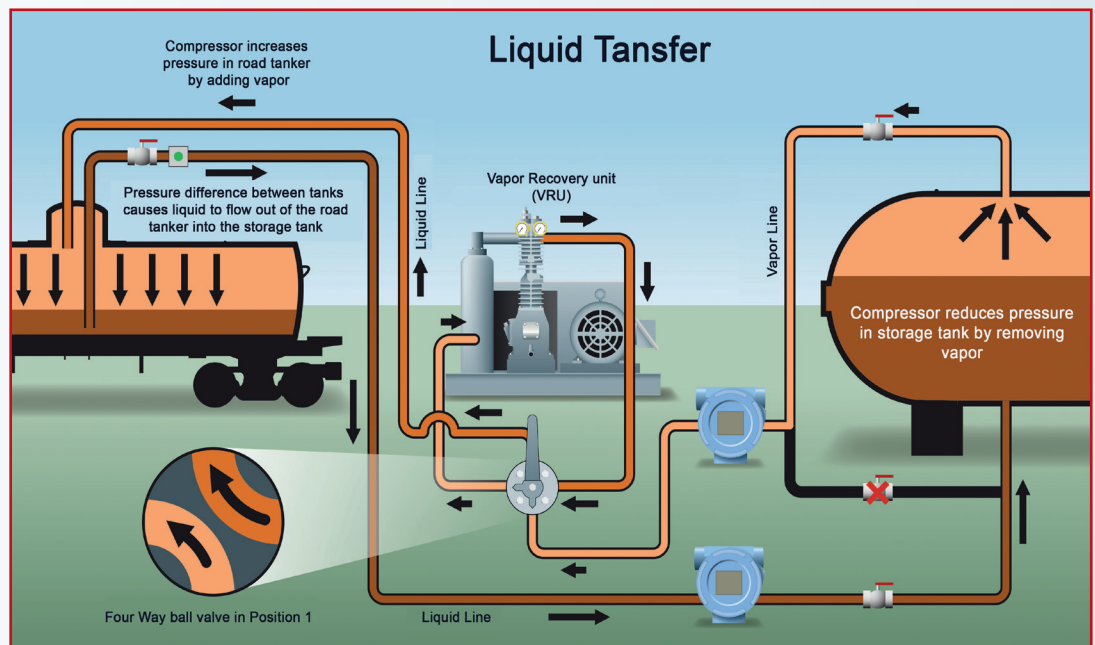 Liquid Tansfer
Compressor increases
pressure in road tanker
by adding vapor
Pressure difference between tanks
causes liquid to flow out of the road
tanker into the storage tank
Liquid Line
Vapor Recovery unit
(VRU)
Vapor Line
Compressor reduces pressure
in storage tank by removing
vapor
Four Way ball valve in Position 1
Liquid Line